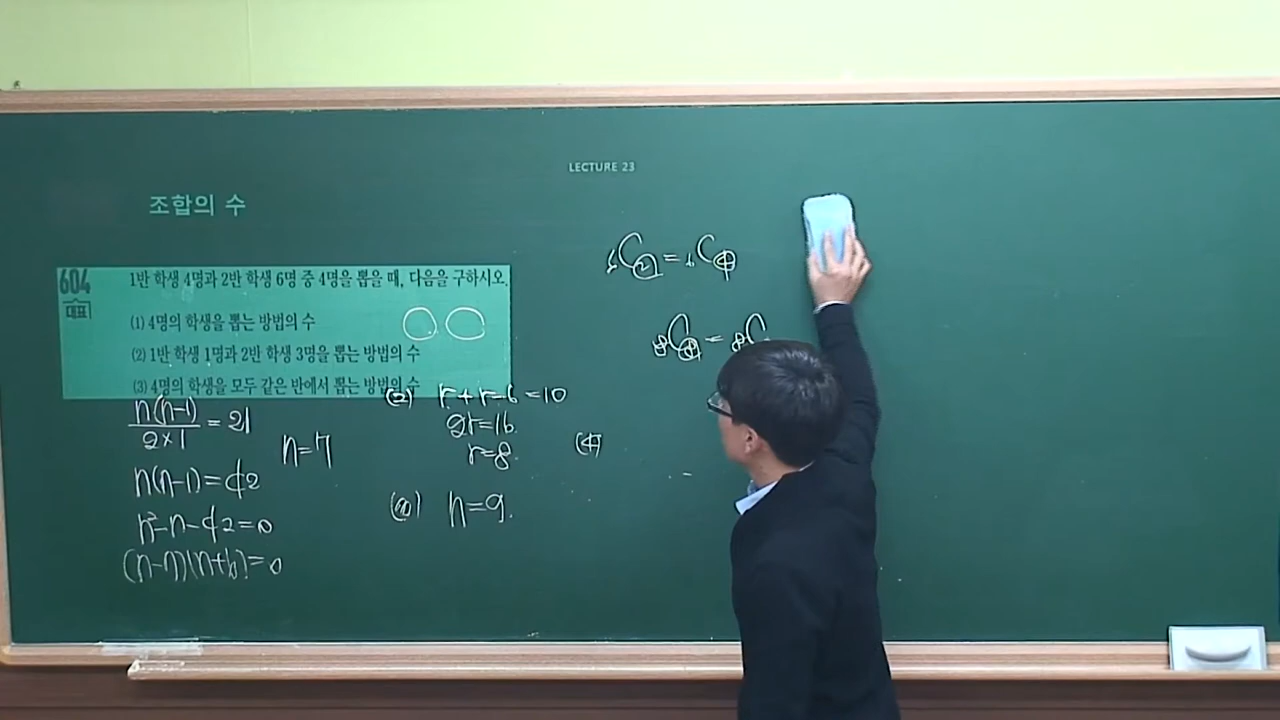 LECTURE 23
조합의 수
604
대표
1반 학생 4명과 2반 학생 6명 중 4명을 뽑을 때, 다음을 구하시오.
(1) 4명의 학생을 뽑는 방법의 수
(2) 1반 학생 1명과 2반 학생 3명을 뽑는 방법의 수
(3) 4명의 학생을 모두 같은 반에서 뽑는 방법의 수
n(n-1) / 2×1 = 21
n=7
n(n-1)=42
n²-n-42=0
(n-7)(n+6)=0
(2) r+r-6=10
2r=16
r=8
(4)
n=9.
₆C₂=₆C₄